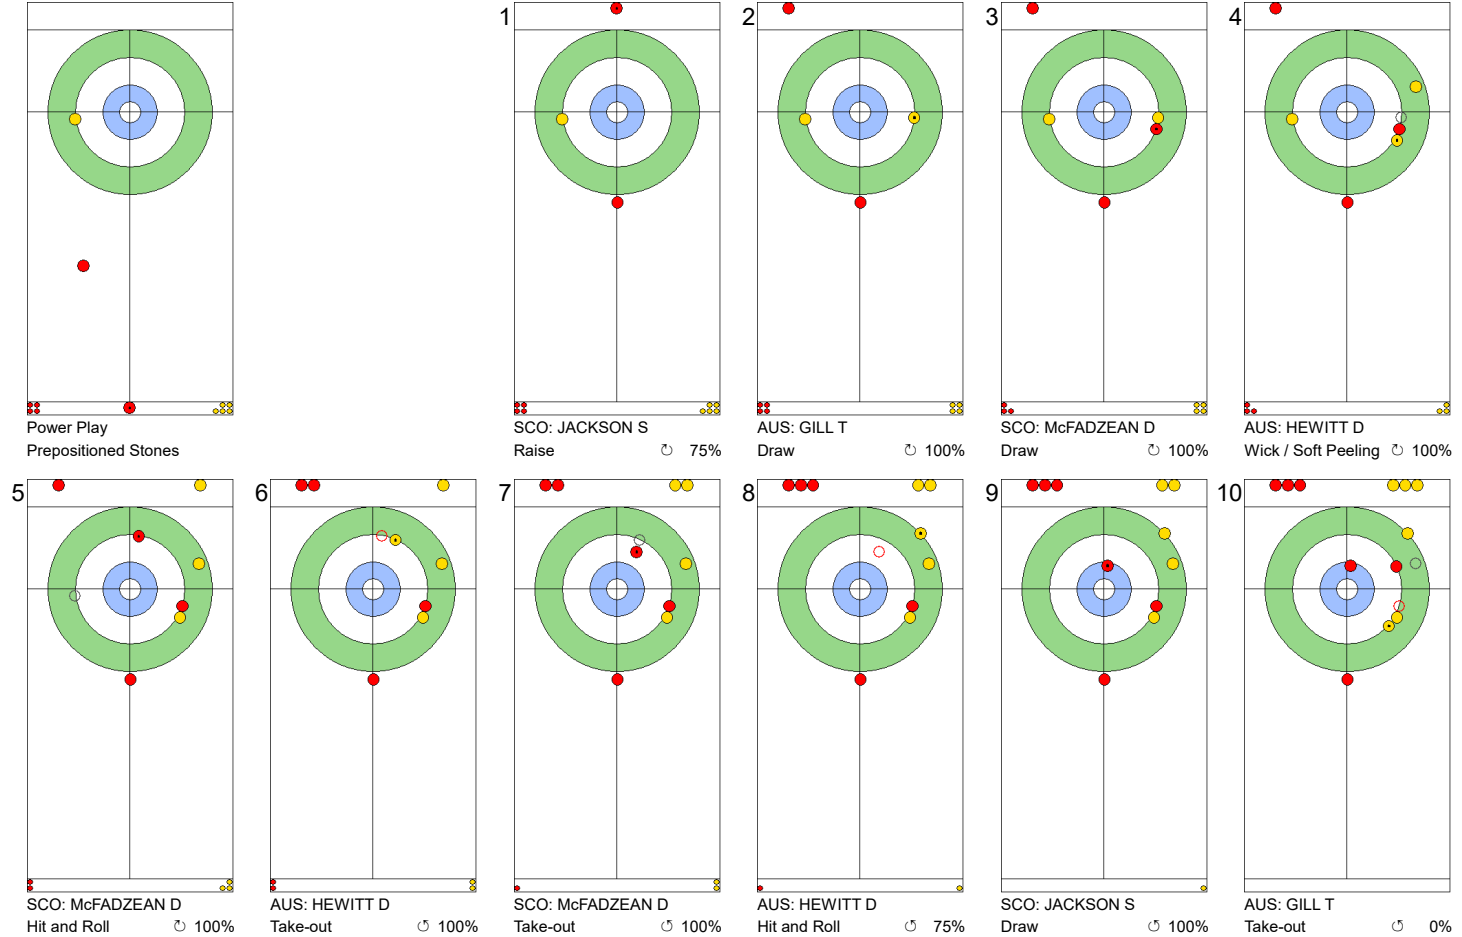 1
2
3
4
Power Play
Prepositioned Stones
SCO: JACKSON S
Raise ↻ 75%
AUS: GILL T
Draw ↻ 100%
SCO: McFADZEAN D
Draw ↻ 100%
AUS: HEWITT D
Wick / Soft Peeling ↻ 100%
5
6
7
8
9
10
SCO: McFADZEAN D
Hit and Roll ↻ 100%
AUS: HEWITT D
Take-out ↺ 100%
SCO: McFADZEAN D
Take-out ↺ 100%
AUS: HEWITT D
Hit and Roll ↺ 75%
SCO: JACKSON S
Draw ↺ 100%
AUS: GILL T
Take-out ↺ 0%